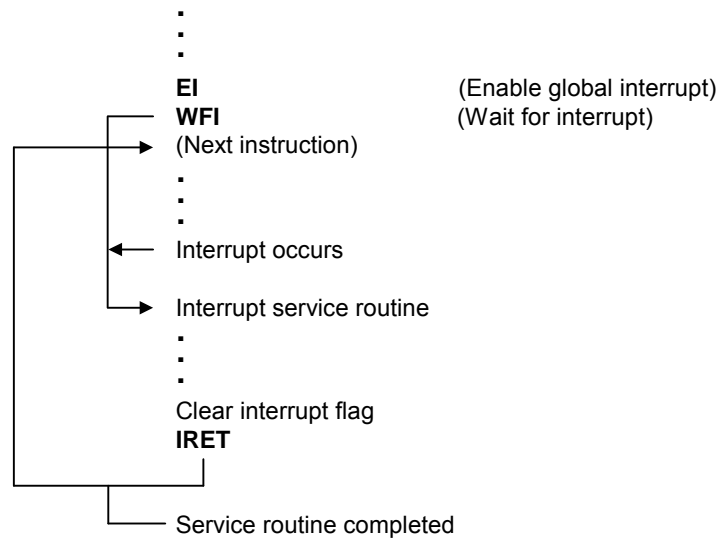 EI (Enable global interrupt)
WFI (Wait for interrupt)
(Next instruction)
Interrupt occurs
Interrupt service routine
Clear interrupt flag
IRET
Service routine completed